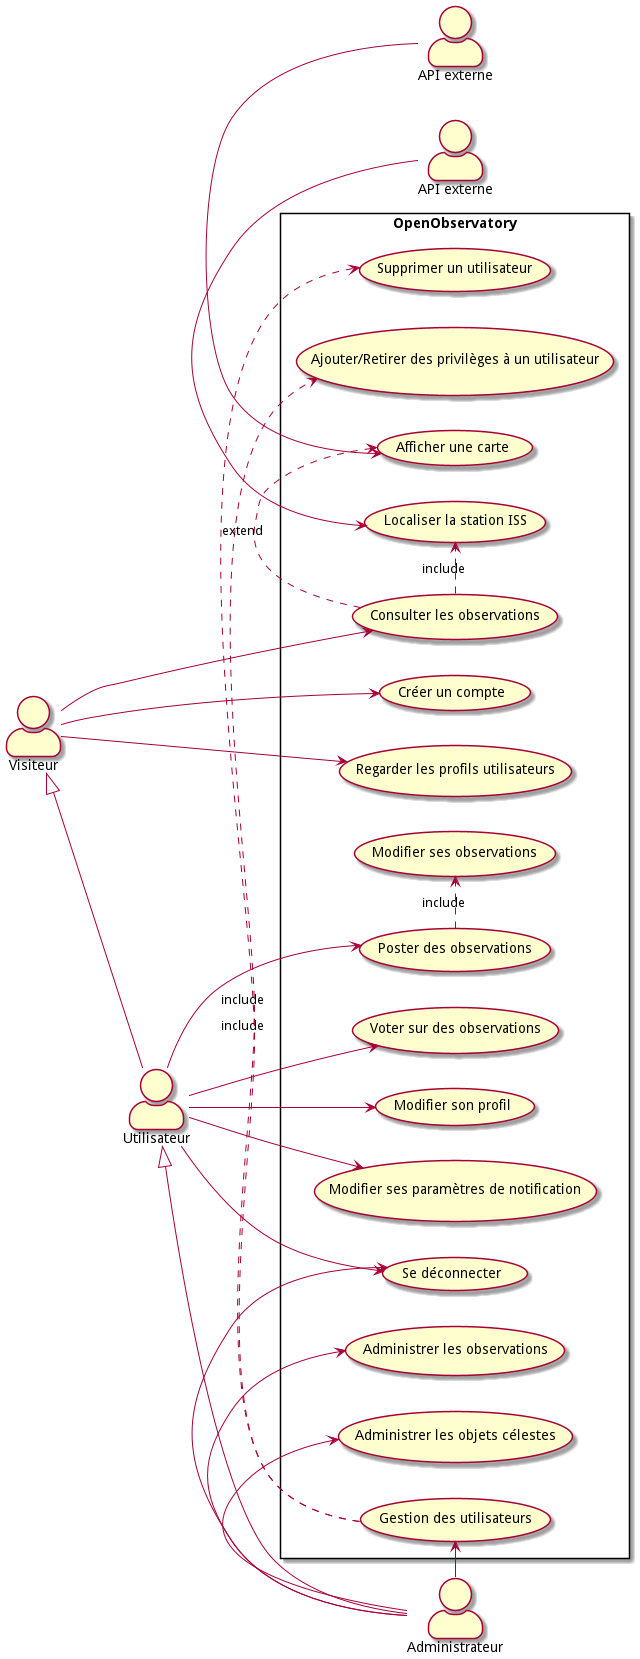 API externe
API externe
OpenObservatory
Supprimer un utilisateur
Ajouter/Retirer des privilèges à un utilisateur
Afficher une carte
Localiser la station ISS
extend
include
Consulter les observations
Créer un compte
Visiteur
Regarder les profils utilisateurs
Modifier ses observations
include
Poster des observations
include
include
Voter sur des observations
Modifier son profil
Utilisateur
Modifier ses paramètres de notification
Se déconnecter
Administrer les observations
Administrer les objets célestes
Gestion des utilisateurs
Administrateur